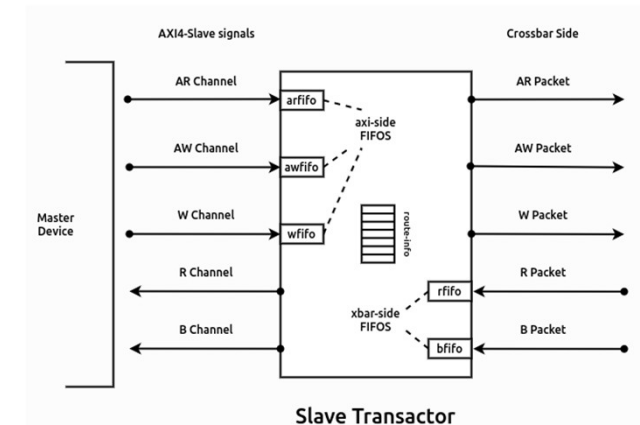 AXI4-Slave signals
Crossbar Side
AR Channel
AR Packet
arfifo
axi-side
FIFOS
AW Channel
AW Packet
awfifo
W Channel
W Packet
Master
Device
wfifo
route-info
R Channel
R Packet
rfifo
xbar-side
FIFOS
B Channel
B Packet
bfifo
Slave Transactor